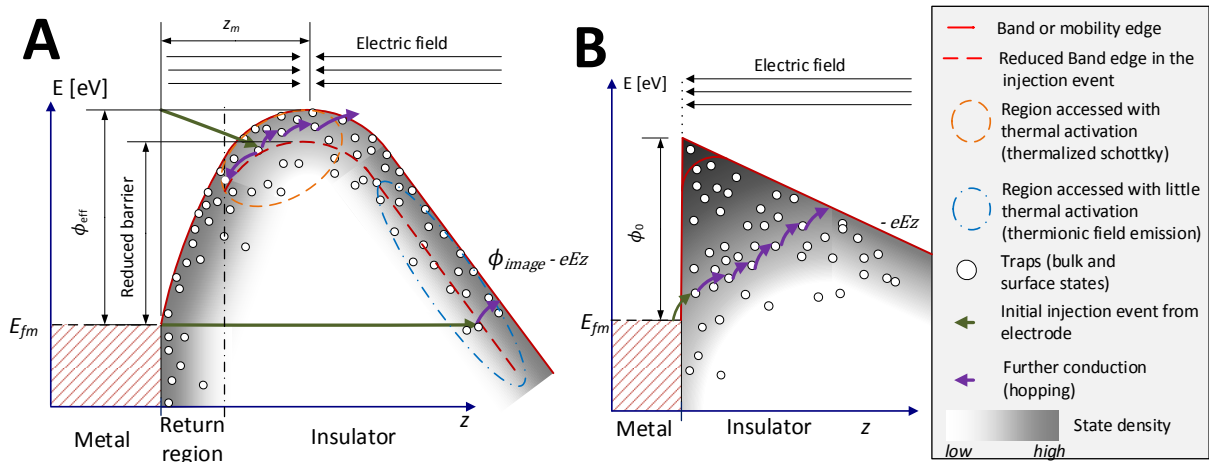 A
z_m
Electric field
E [eV]
ϕ_eff
Reduced barrier
ϕ_image - eEz
E_fm
z
Metal
Return
region
Insulator
B
Electric field
E [eV]
ϕ_0
- eEz
E_fm
Metal
Insulator
z
Band or mobility edge
Reduced Band edge in the
injection event
Region accessed with
thermal activation
(thermalized schottky)
Region accessed with little
thermal activation
(thermionic field emission)
Traps (bulk and
surface states)
Initial injection event from
electrode
Further conduction
(hopping)
State density
low
high